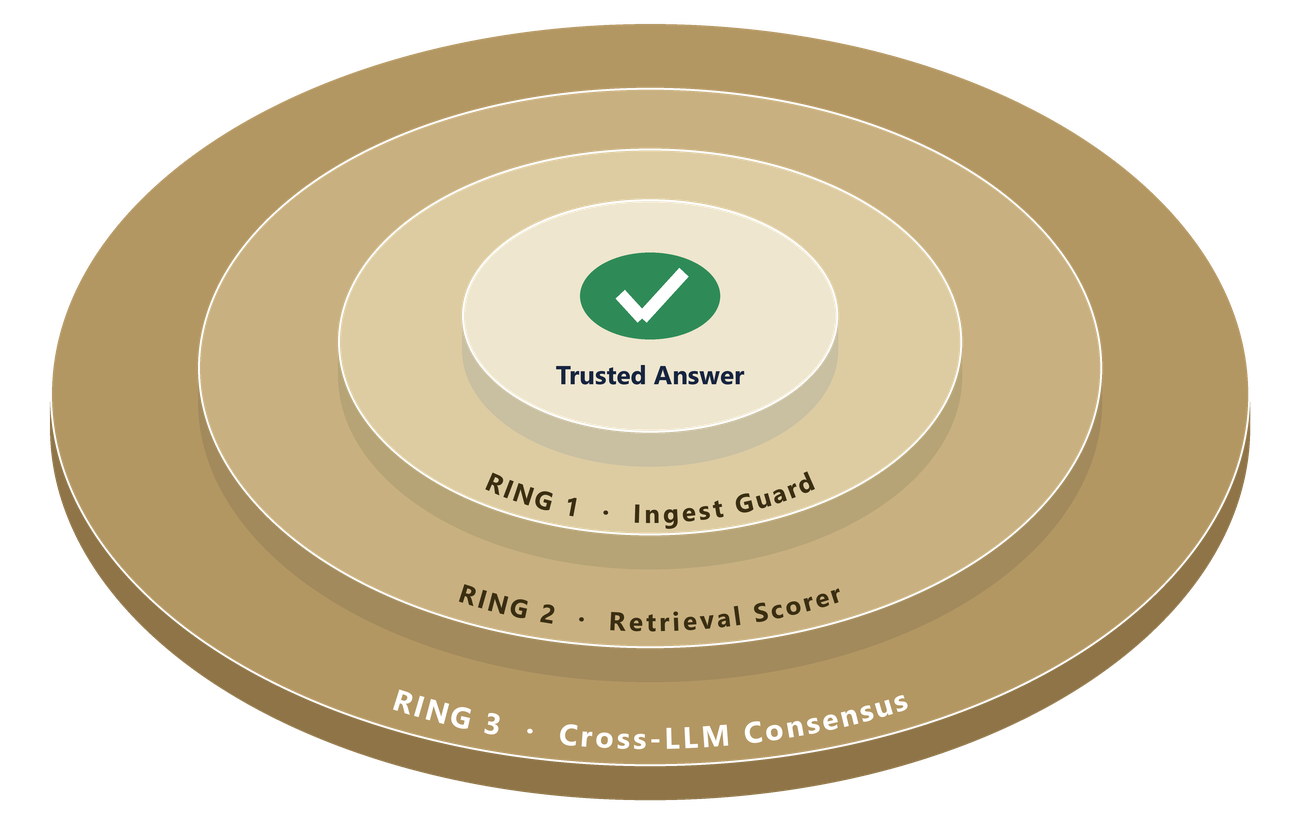 Trusted Answer
RING 1 · Ingest Guard
RING 2 · Retrieval Scorer
RING 3 · Cross-LLM Consensus